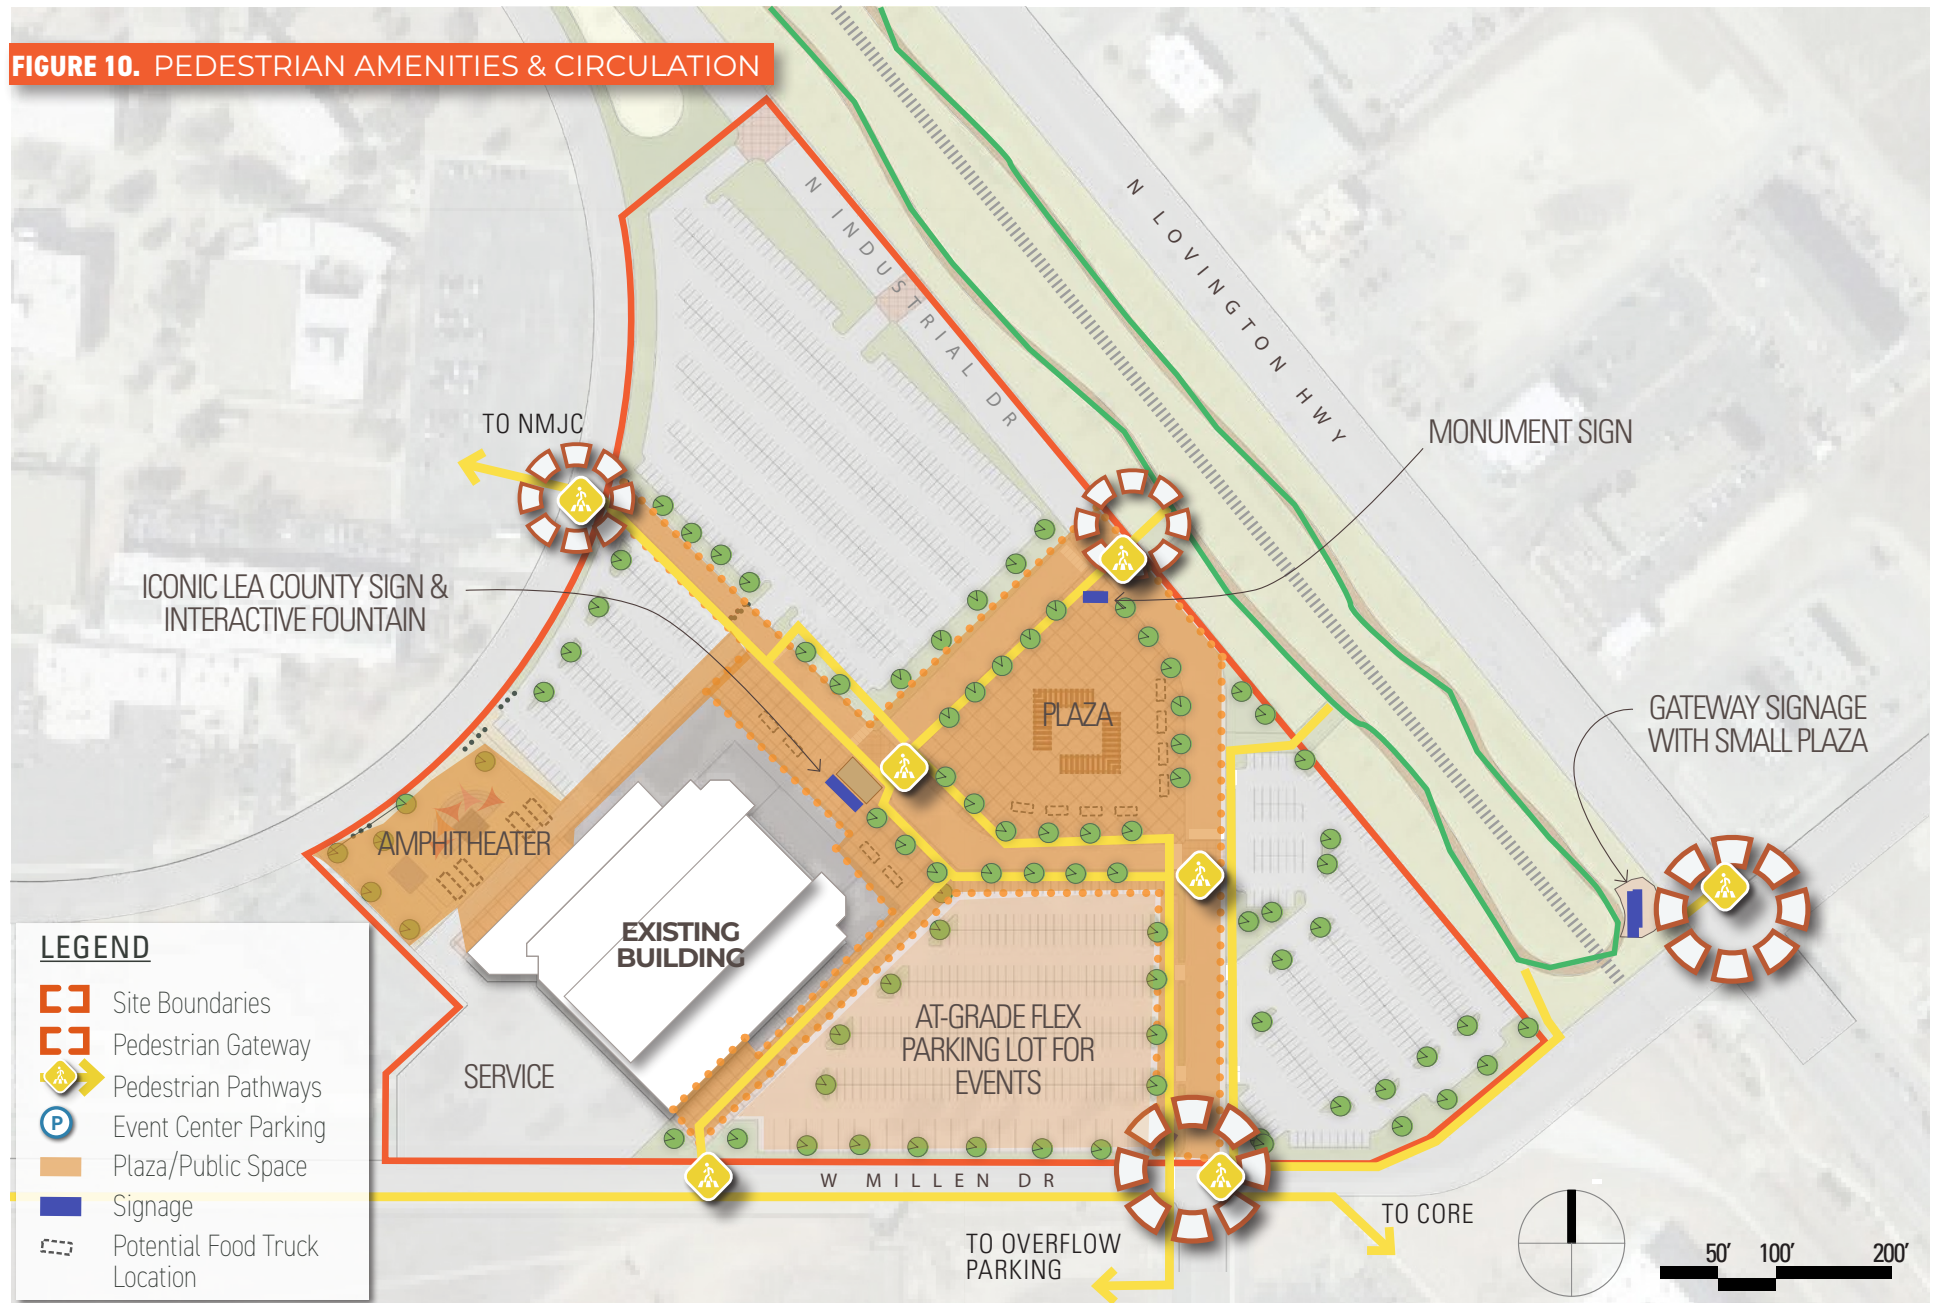 FIGURE 10. PEDESTRIAN AMENITIES & CIRCULATION
N INDUSTRIAL DR
N LOVINGTON HWY
TO NMJC
MONUMENT SIGN
ICONIC LEA COUNTY SIGN &
INTERACTIVE FOUNTAIN
PLAZA
GATEWAY SIGNAGE
WITH SMALL PLAZA
AMPHITHEATER
EXISTING
BUILDING
AT-GRADE FLEX
PARKING LOT FOR
EVENTS
SERVICE
W MILLEN DR
TO OVERFLOW
PARKING
TO CORE
LEGEND
Site Boundaries
Pedestrian Gateway
Pedestrian Pathways
P Event Center Parking
Plaza/Public Space
Signage
Potential Food Truck
Location
50' 100' 200'